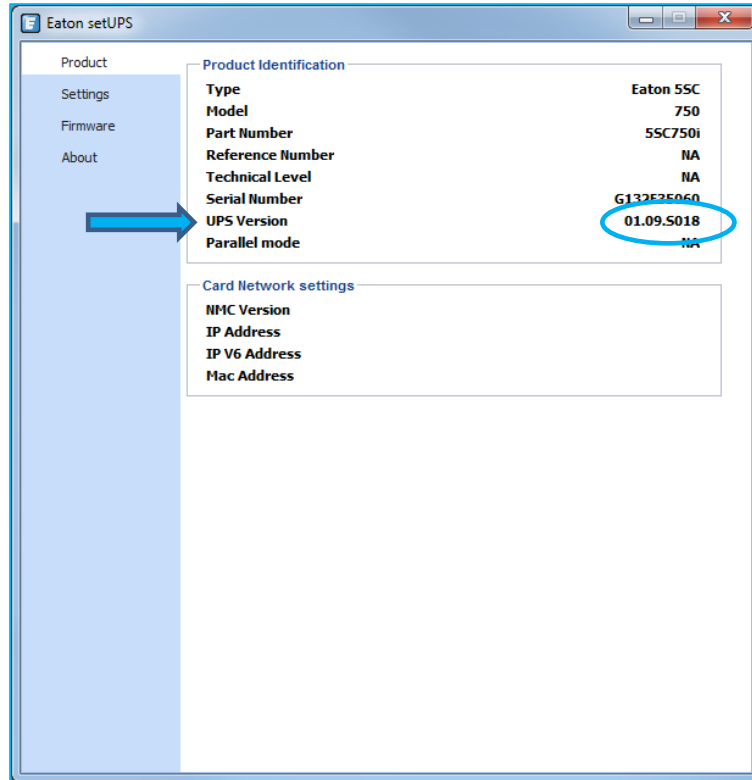 Eaton setUPS
Product
Settings
Firmware
About
Product Identification
Type Eaton 5SC
Model 750
Part Number 5SC750i
Reference Number NA
Technical Level NA
Serial Number
UPS Version 01.09.S018
Parallel mode NA
Card Network settings
NMC Version
IP Address
IP V6 Address
Mac Address